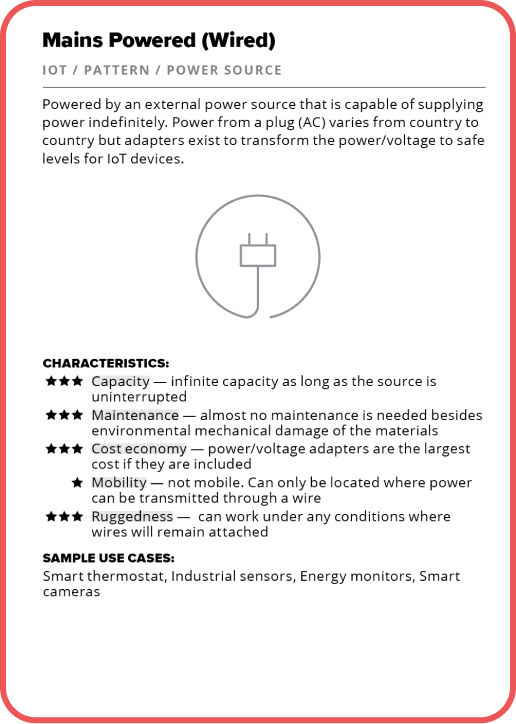 Mains Powered (Wired)
IOT / PATTERN / POWER SOURCE
Powered by an external power source that is capable of supplying
power indefinitely. Power from a plug (AC) varies from country to
country but adapters exist to transform the power/voltage to safe
levels for IoT devices.
CHARACTERISTICS:
★★★ Capacity — infinite capacity as long as the source is
uninterrupted
★★★ Maintenance — almost no maintenance is needed besides
environmental mechanical damage of the materials
★★★ Cost economy — power/voltage adapters are the largest
cost if they are included
★ Mobility — not mobile. Can only be located where power
can be transmitted through a wire
★★★ Ruggedness — can work under any conditions where
wires will remain attached
SAMPLE USE CASES:
Smart thermostat, Industrial sensors, Energy monitors, Smart
cameras